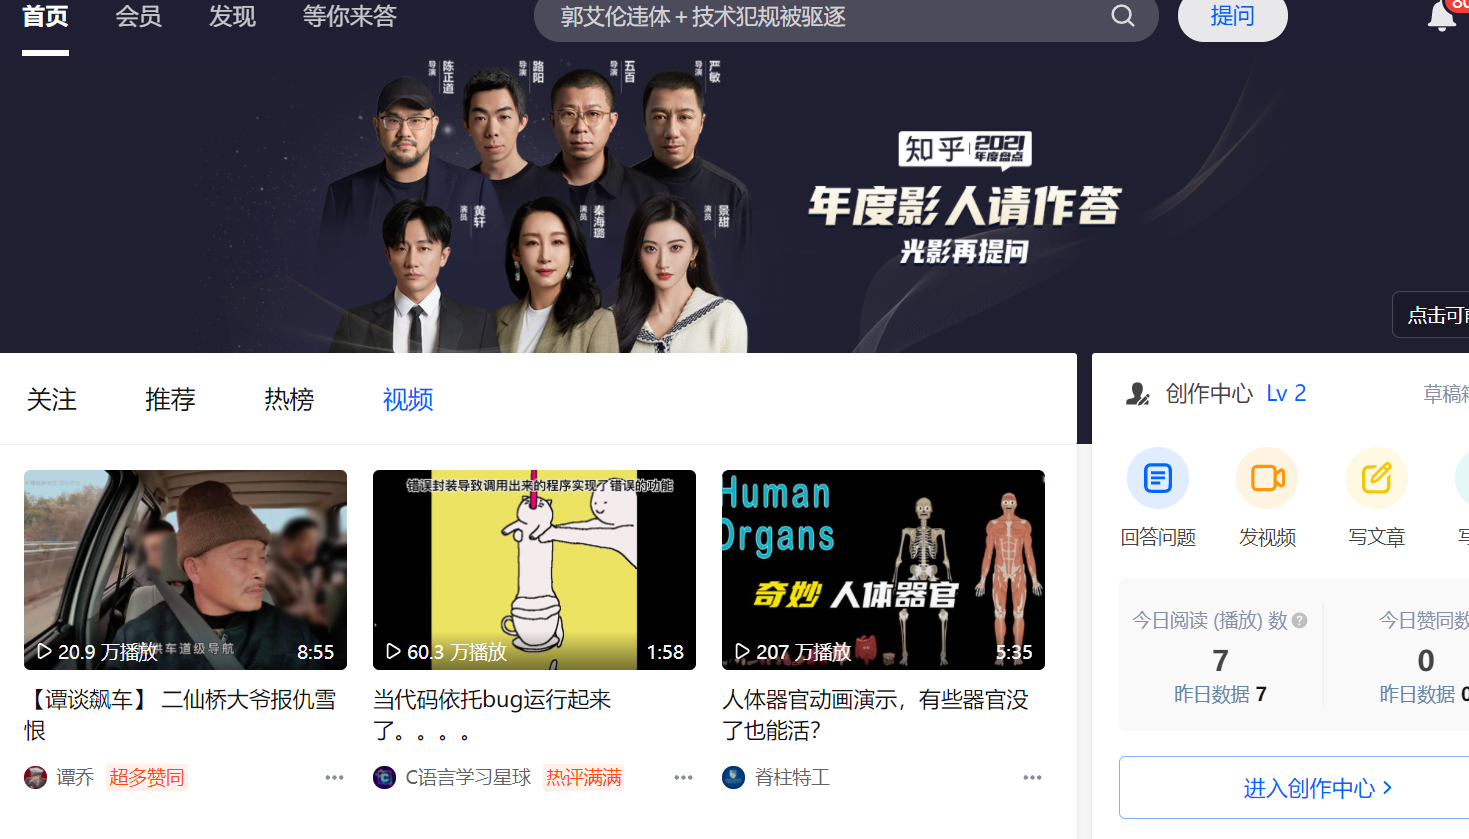 首页 会员 发现 等你来答 郭艾伦违体 + 技术犯规被驱逐 提问 80
导演 陈正道 导演 路阳 导演 五百 导演 严敏
知乎 2021 年度盘点
年度影人请作答
演员 黄轩 演员 秦海璐 演员 景甜
光影再提问
点击可
关注 推荐 热榜 视频
创作中心 Lv 2 草稿
错误封装导致调用出来的程序实现了错误的功能
Human
Organs
奇妙 人体器官
回答问题 发视频 写文章 写
20.9 万播放 车道级导航 8:55
60.3 万播放 1:58
207 万播放 5:35
今日阅读 (播放) 数 ? 今日赞同数
7 0
昨日数据 7 昨日数据 0
【谭谈飙车】 二仙桥大爷报仇雪
恨
当代码依托bug运行起来
了。。。。
人体器官动画演示，有些器官没
了也能活？
谭乔 超多赞同 ···
C语言学习星球 热评满满 ···
脊柱特工 ···
进入创作中心 >